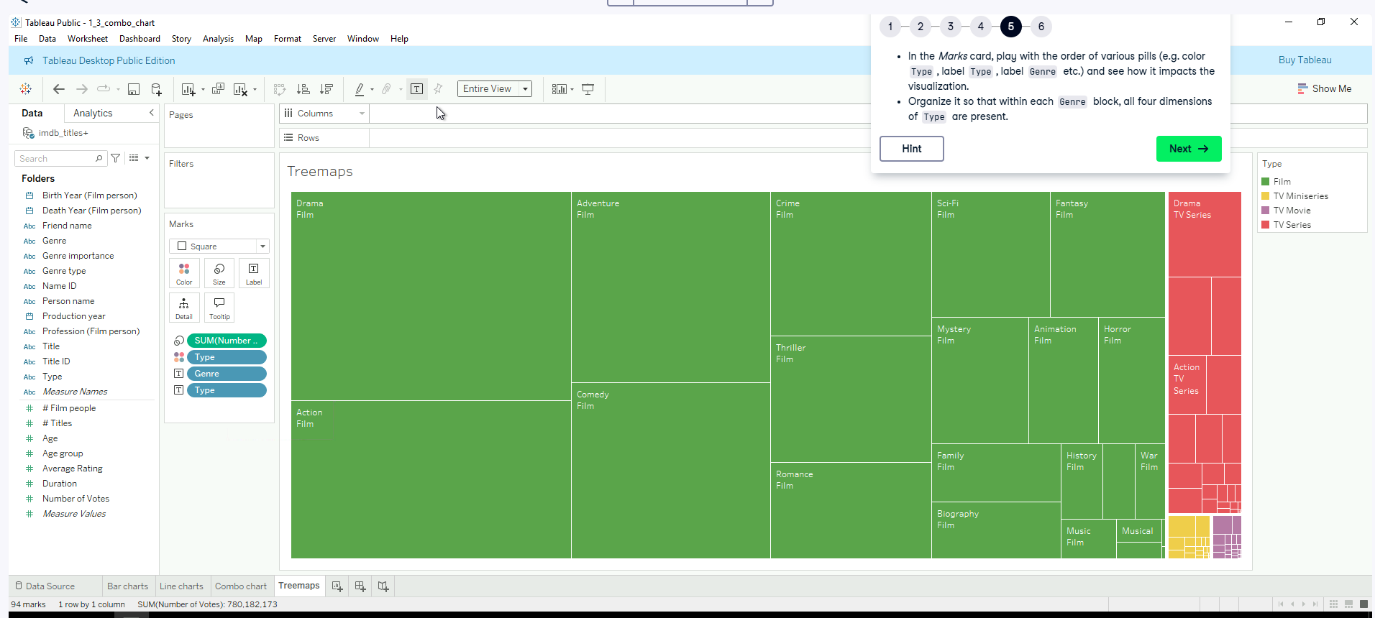 Tableau Public - 1_3_combo_chart
File Data Worksheet Dashboard Story Analysis Map Format Server Window Help
Tableau Desktop Public Edition
Buy Tableau
1 2 3 4 5 6
• In the Marks card, play with the order of various pills (e.g. color
Type , label Type , label Genre etc.) and see how it impacts the
visualization.
• Organize it so that within each Genre block, all four dimensions
of Type are present.
Hint
Next →
Entire View
Show Me
Data Analytics
imdb_titles+
Search
Folders
Birth Year (Film person)
Death Year (Film person)
Abc Friend name
Abc Genre
Abc Genre importance
Abc Genre type
Abc Name ID
Abc Person name
Production year
Abc Profession (Film person)
Abc Title
Abc Title ID
Abc Type
Abc Measure Names
# # Film people
# # Titles
# Age
# Age group
# Average Rating
# Duration
# Number of Votes
# Measure Values
Pages
Filters
Marks
Square
Color Size Label
Detail Tooltip
SUM(Number ..
Type
Genre
Type
Columns
Rows
Treemaps
Drama
Film
Action
Film
Adventure
Film
Comedy
Film
Crime
Film
Thriller
Film
Romance
Film
Sci-Fi
Film
Fantasy
Film
Mystery
Film
Animation
Film
Horror
Film
Family
Film
Biography
Film
History
Film
War
Film
Music
Film
Musical
Drama
TV Series
Action
TV
Series
Type
Film
TV Miniseries
TV Movie
TV Series
Data Source Bar charts Line charts Combo chart Treemaps
94 marks 1 row by 1 column SUM(Number of Votes): 780,182,173